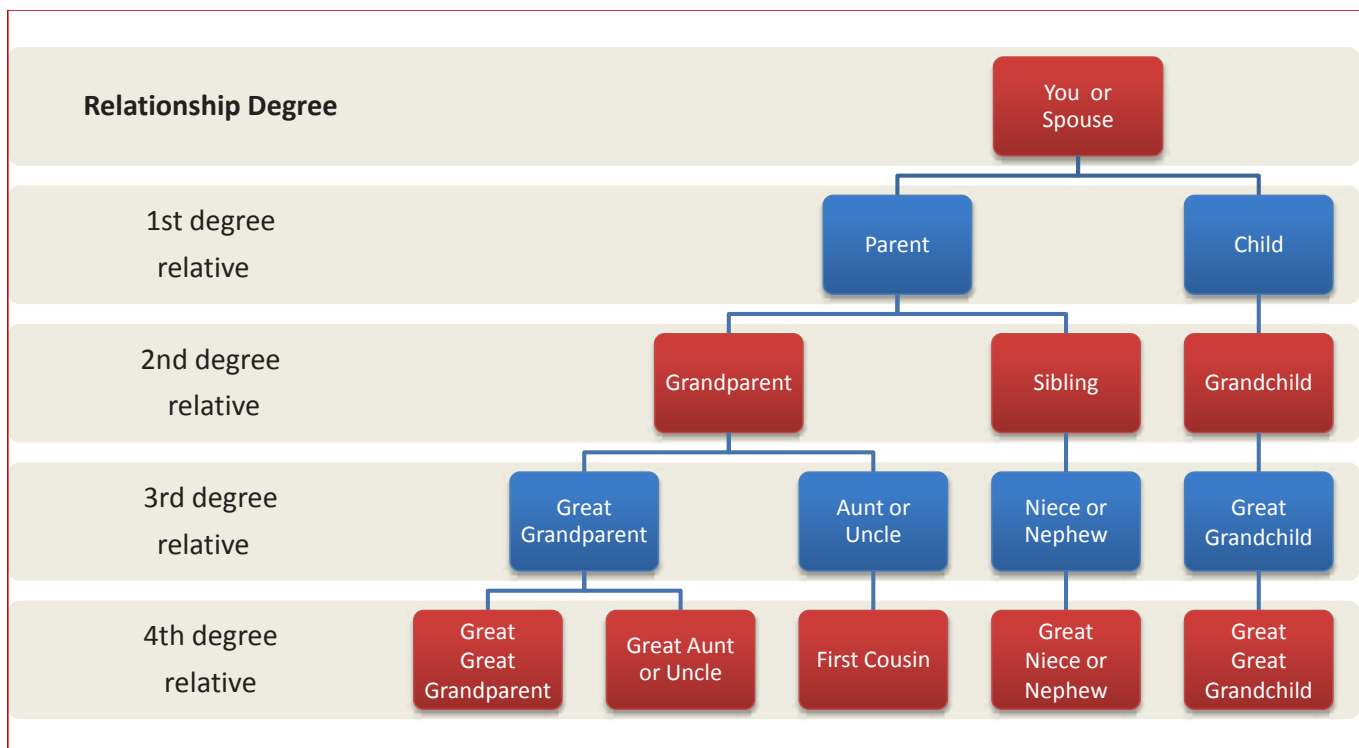 Relationship Degree
You or
Spouse
1st degree
relative
Parent
Child
2nd degree
relative
Grandparent
Sibling
Grandchild
3rd degree
relative
Great
Grandparent
Aunt or
Uncle
Niece or
Nephew
Great
Grandchild
4th degree
relative
Great
Great
Grandparent
Great Aunt
or Uncle
First Cousin
Great
Niece or
Nephew
Great
Great
Grandchild